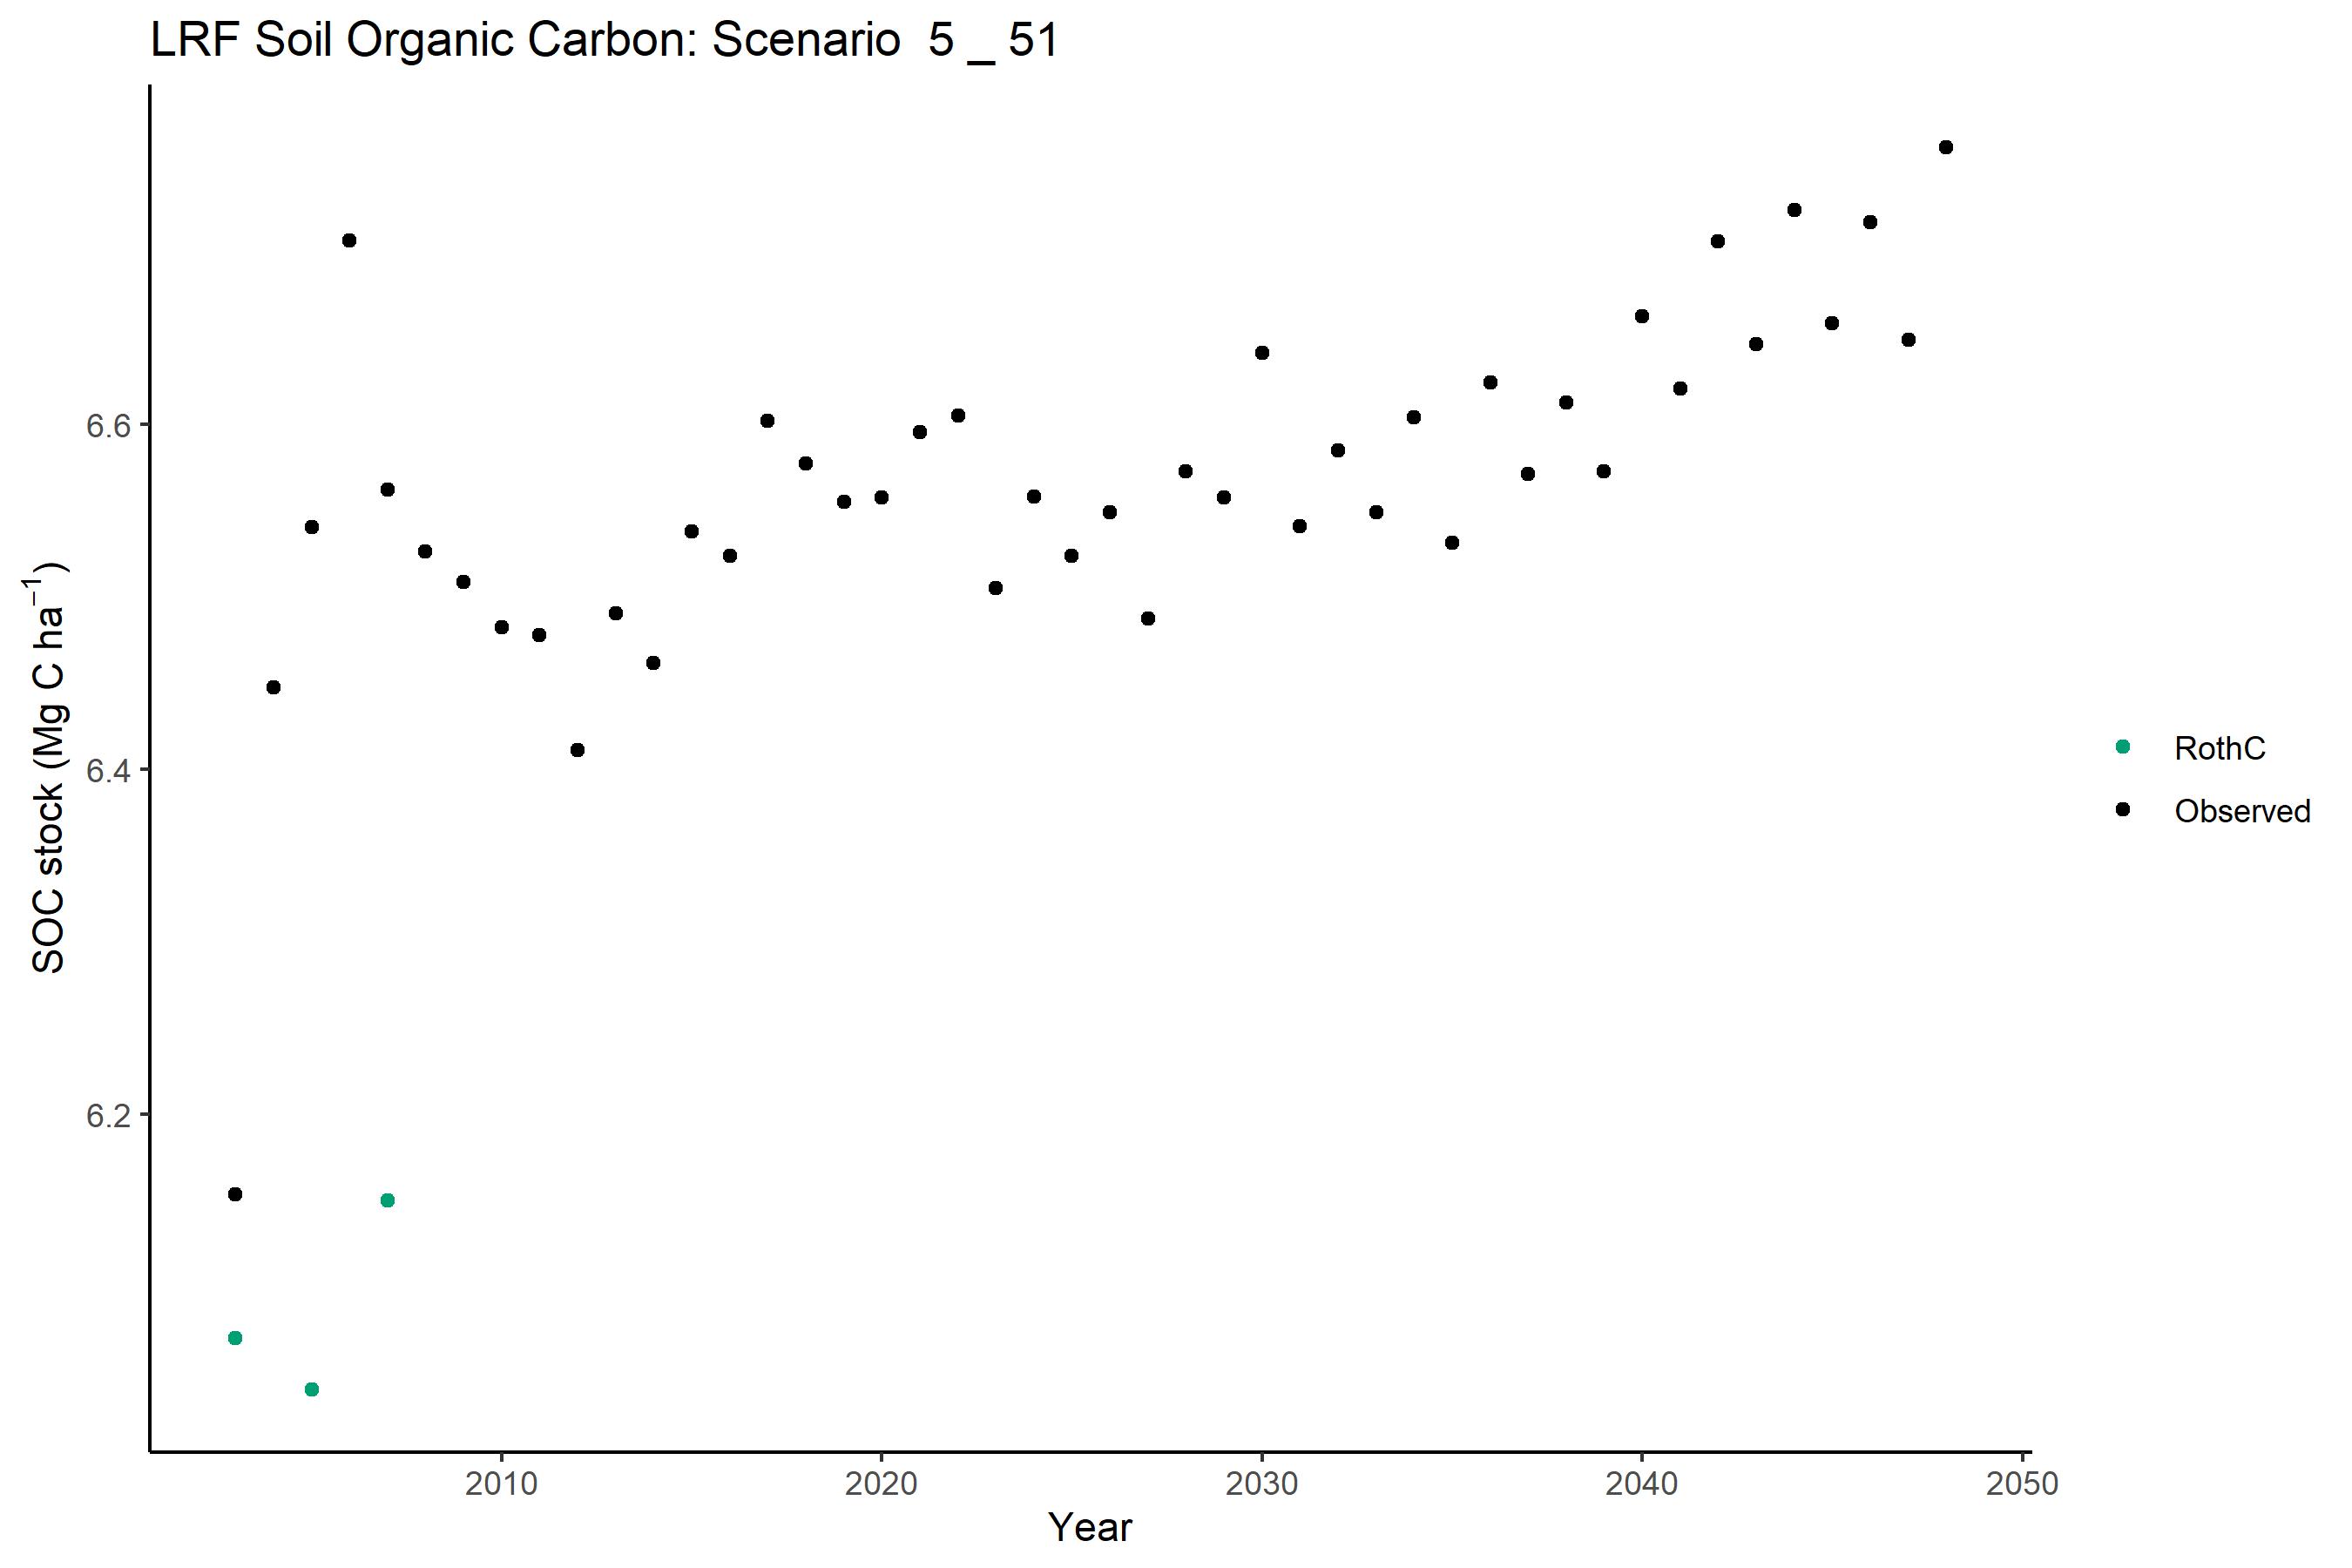 LRF Soil Organic Carbon: Scenario  5 _ 51
SOC stock (Mg C ha⁻¹)
6.6
6.4
6.2
2010
2020
2030
2040
2050
Year
RothC
Observed